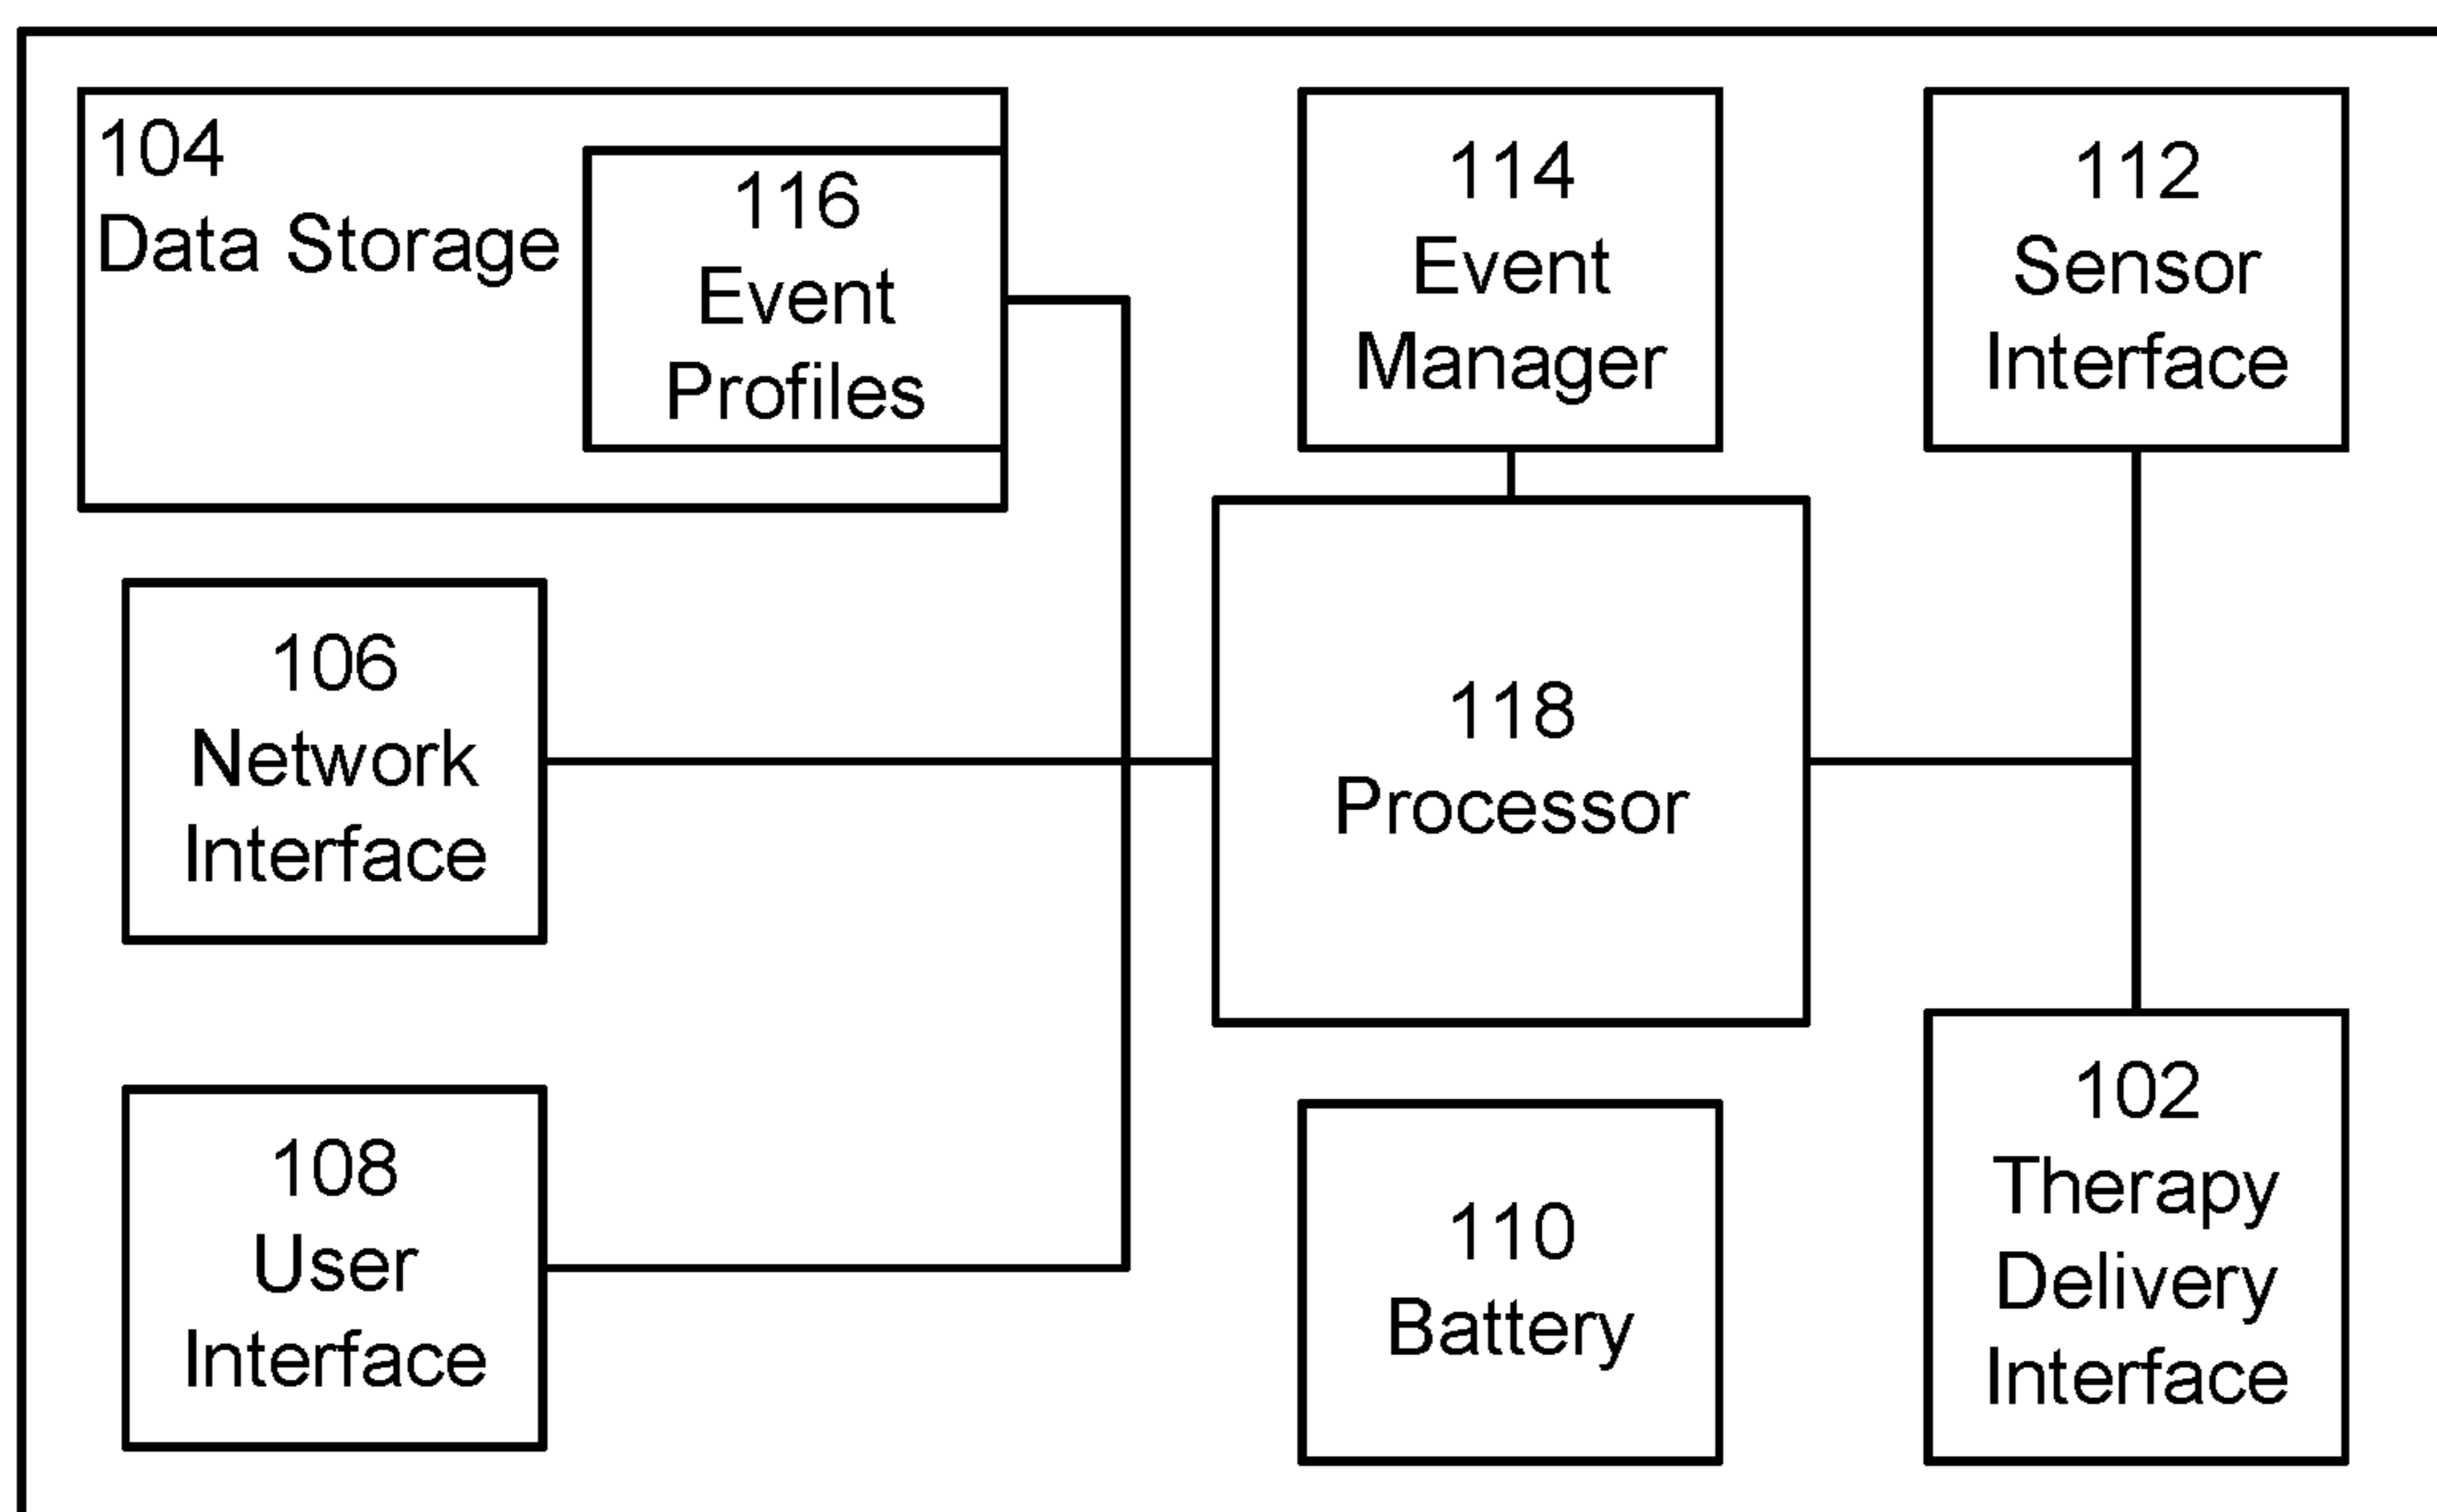 104
Data Storage
116
Event
Profiles
114
Event
Manager
112
Sensor
Interface
106
Network
Interface
118
Processor
108
User
Interface
110
Battery
102
Therapy
Delivery
Interface